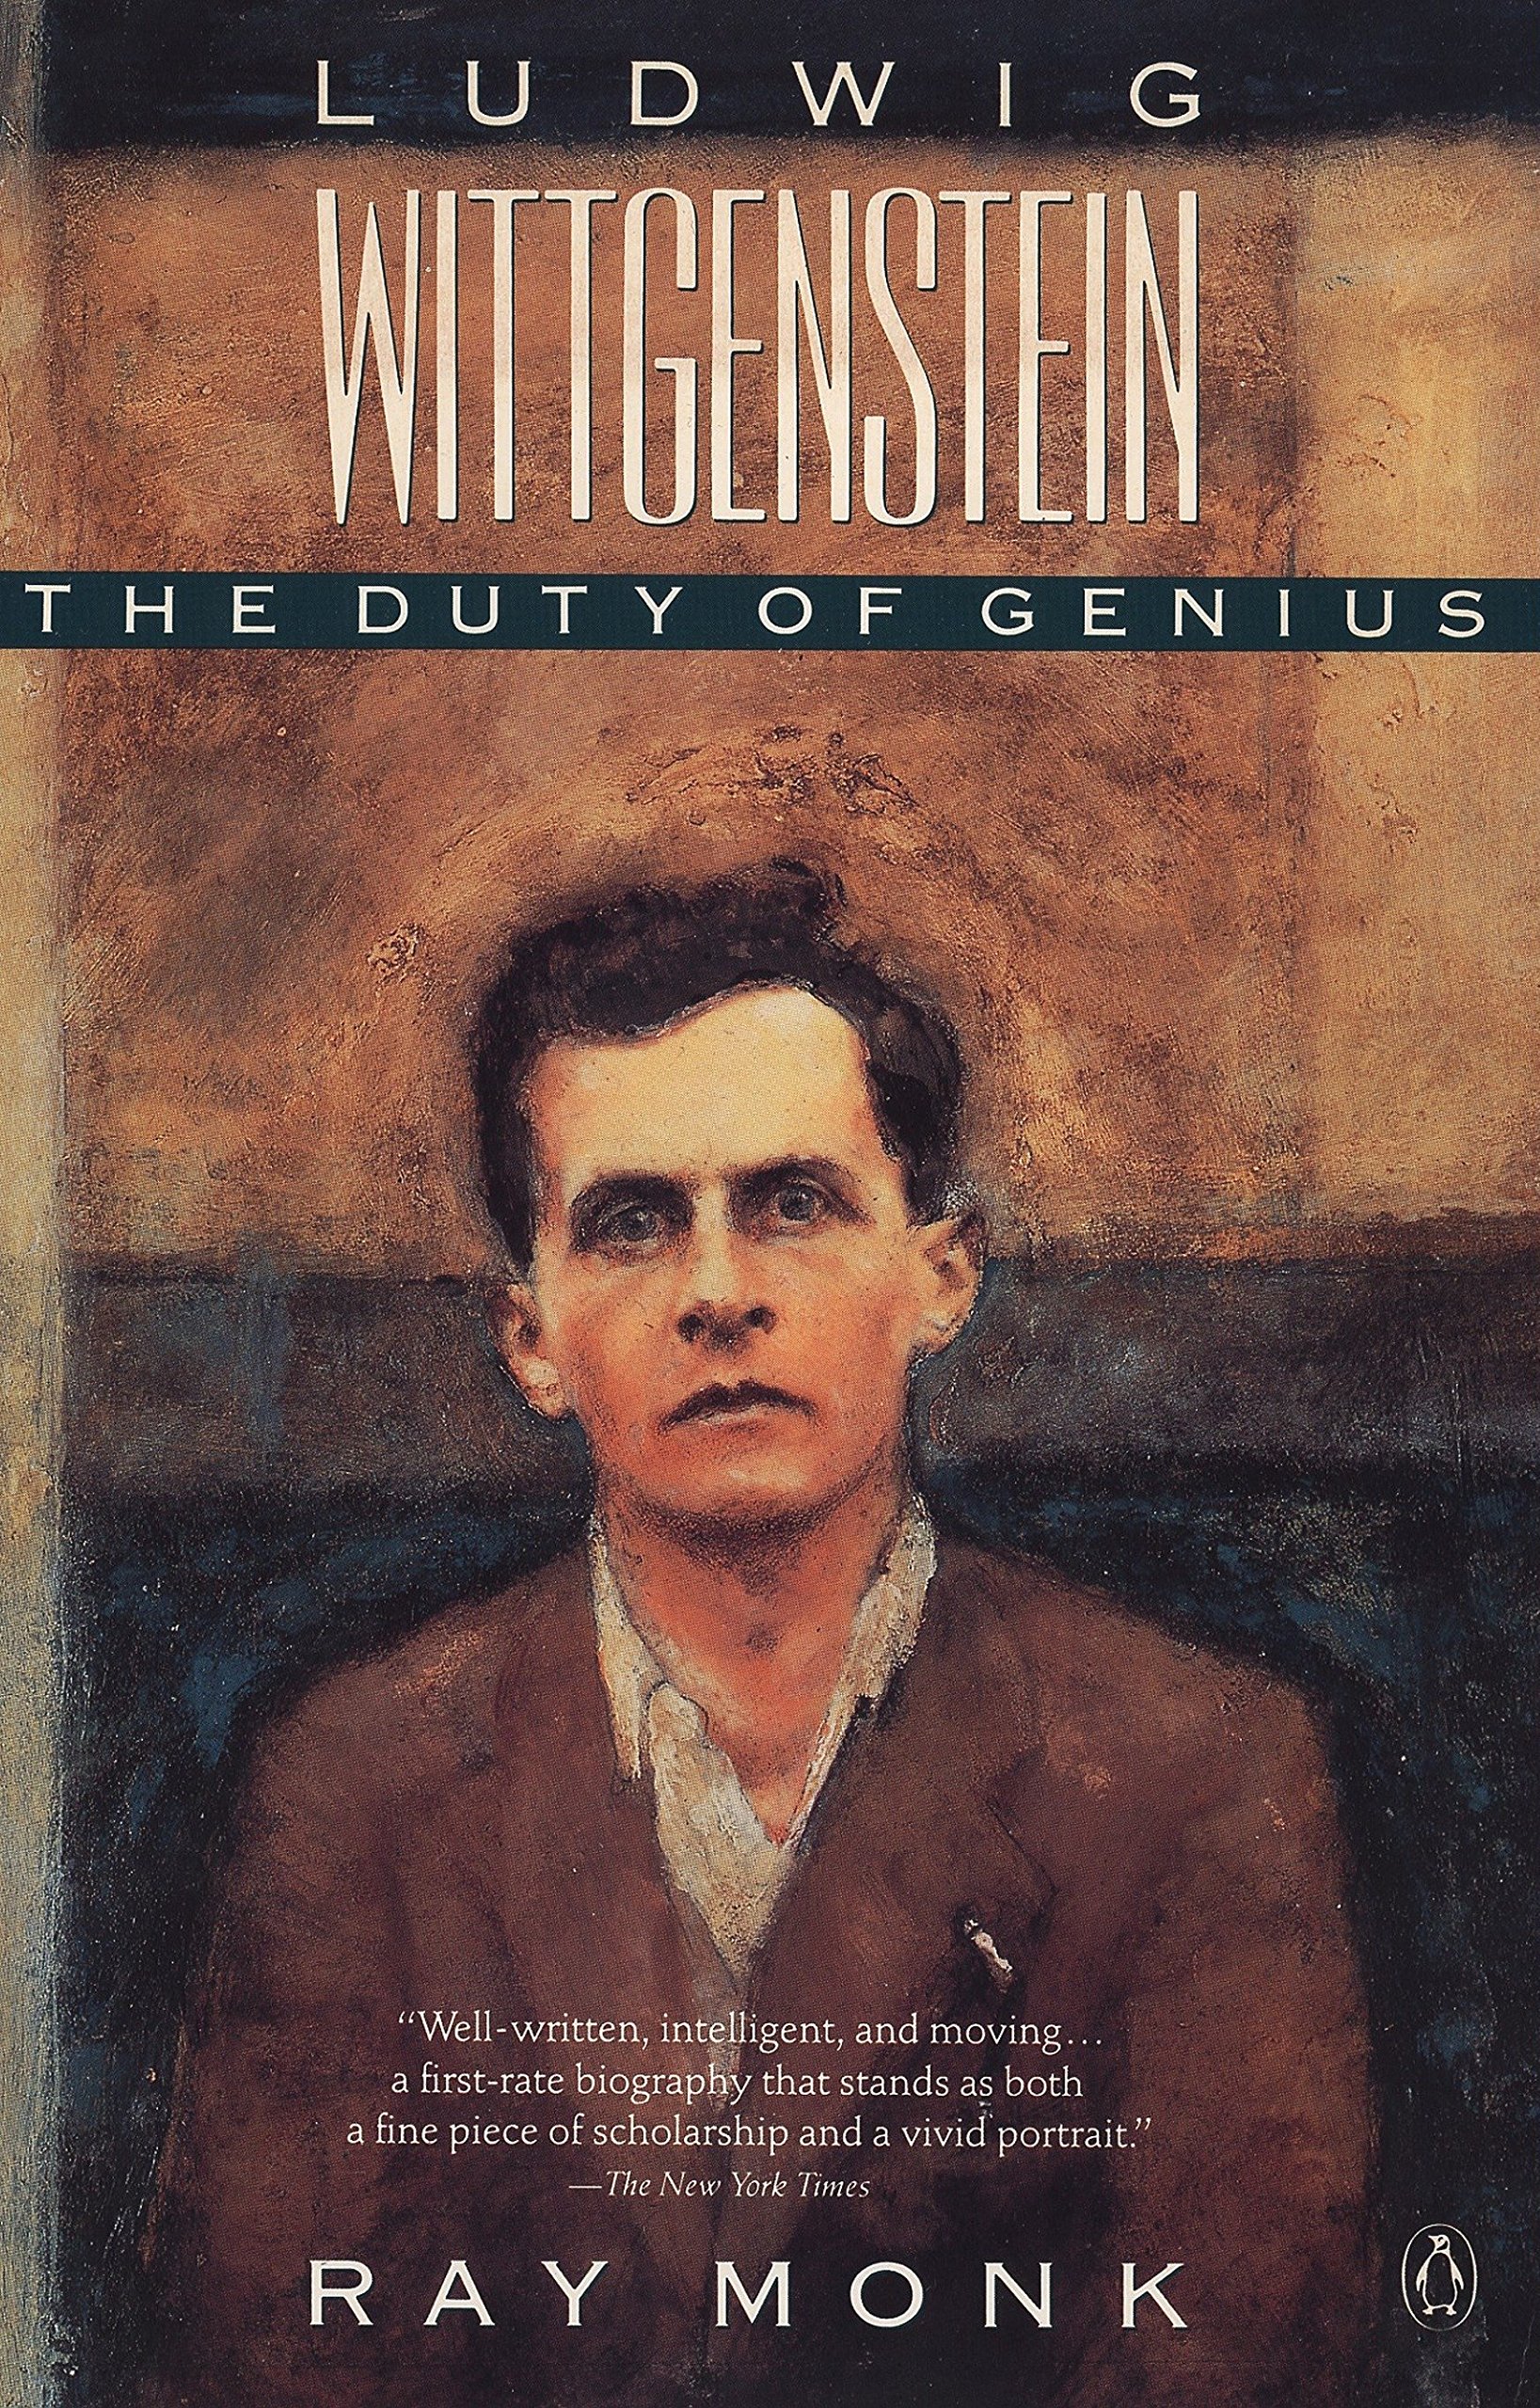 LUDWIG
WITTGENSTEIN
THE DUTY OF GENIUS
“Well-written, intelligent, and moving...
a first-rate biography that stands as both
a fine piece of scholarship and a vivid portrait.”
—The New York Times
RAY MONK